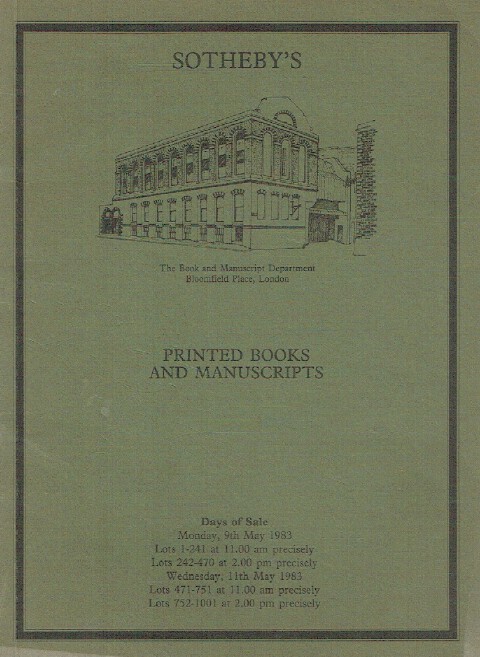 SOTHEBY'S
The Book and Manuscript Department
Bloomfield Place, London
PRINTED BOOKS
AND MANUSCRIPTS
Days of Sale
Monday, 9th May 1983
Lots 1-241 at 11.00 am precisely
Lots 242-470 at 2.00 pm precisely
Wednesday, 11th May 1983
Lots 471-751 at 11.00 am precisely
Lots 752-1001 at 2.00 pm precisely